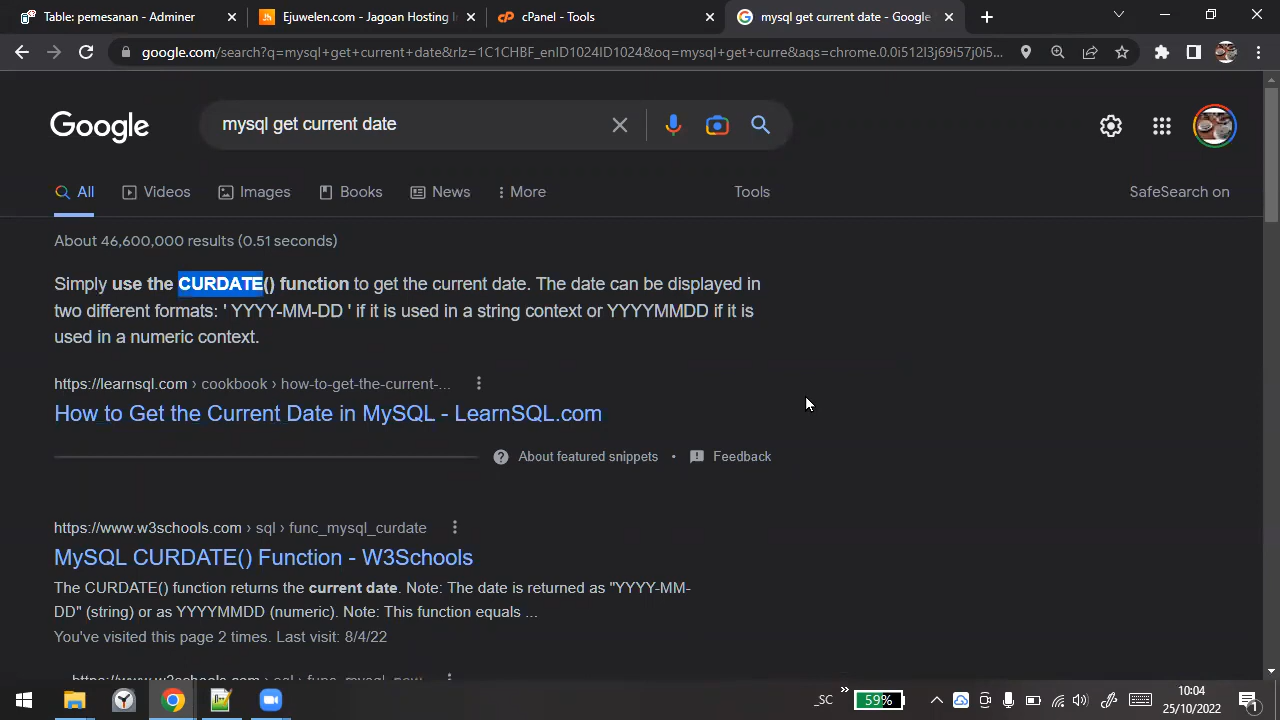 Table: pemesanan - Adminer
Ejuwelen.com - Jagoan Hosting I
cPanel - Tools
mysql get current date - Google
google.com/search?q=mysql+get+current+date&rlz=1C1CHBF_enID1024ID1024&oq=mysql+get+curre&aqs=chrome.0.0i512l3j69i57j0i5...
Google
mysql get current date
All
Videos
Images
Books
News
More
Tools
SafeSearch on
About 46,600,000 results (0.51 seconds)
Simply use the CURDATE() function to get the current date. The date can be displayed in
two different formats: ' YYYY-MM-DD ' if it is used in a string context or YYYYMMDD if it is
used in a numeric context.
https://learnsql.com › cookbook › how-to-get-the-current-...
How to Get the Current Date in MySQL - LearnSQL.com
About featured snippets • Feedback
https://www.w3schools.com › sql › func_mysql_curdate
MySQL CURDATE() Function - W3Schools
The CURDATE() function returns the current date. Note: The date is returned as "YYYY-MM-
DD" (string) or as YYYYMMDD (numeric). Note: This function equals ...
You've visited this page 2 times. Last visit: 8/4/22
https://www.w3schools.com › sql › func_mysql_now
_SC
59%
10:04
25/10/2022
1